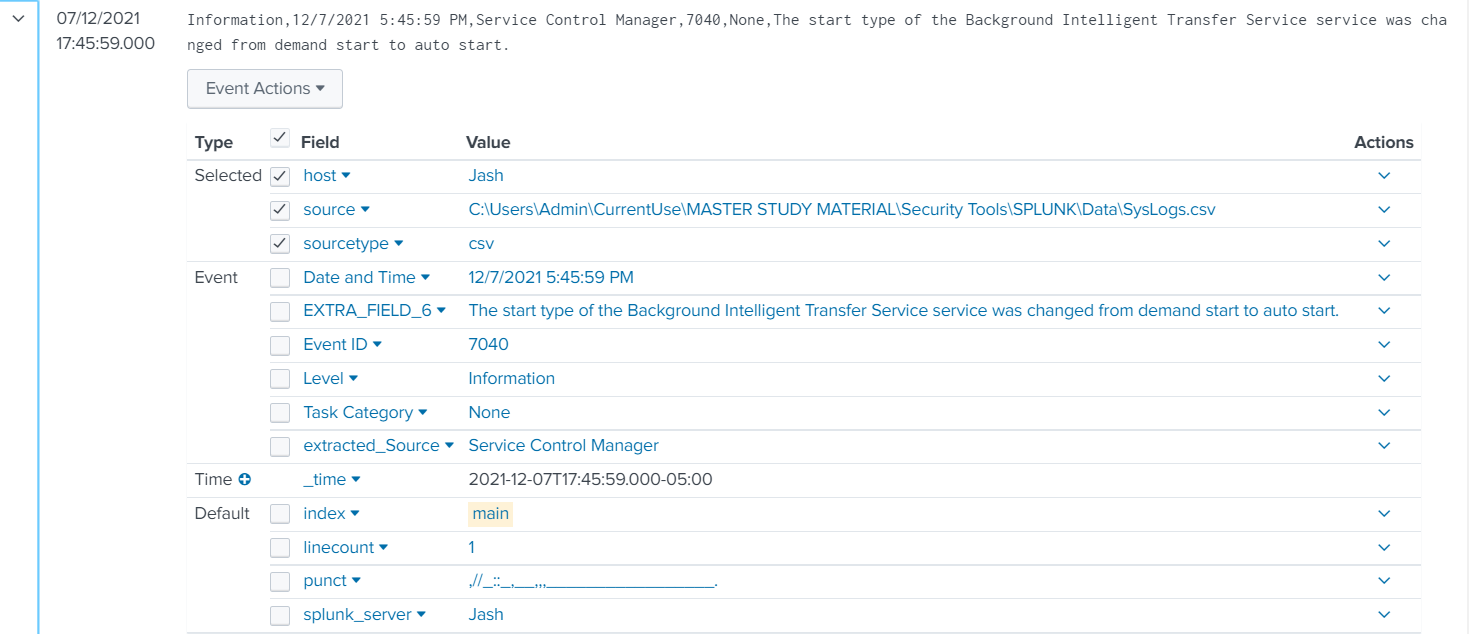 07/12/2021
17:45:59.000
Information,12/7/2021 5:45:59 PM,Service Control Manager,7040,None,The start type of the Background Intelligent Transfer Service service was cha
nged from demand start to auto start.
Event Actions
Type Field Value Actions
Selected host Jash
source C:\Users\Admin\CurrentUse\MASTER STUDY MATERIAL\Security Tools\SPLUNK\Data\SysLogs.csv
sourcetype csv
Event Date and Time 12/7/2021 5:45:59 PM
EXTRA_FIELD_6 The start type of the Background Intelligent Transfer Service service was changed from demand start to auto start.
Event ID 7040
Level Information
Task Category None
extracted_Source Service Control Manager
Time _time 2021-12-07T17:45:59.000-05:00
Default index main
linecount 1
punct ,//_::_,__,,,__________________.
splunk_server Jash